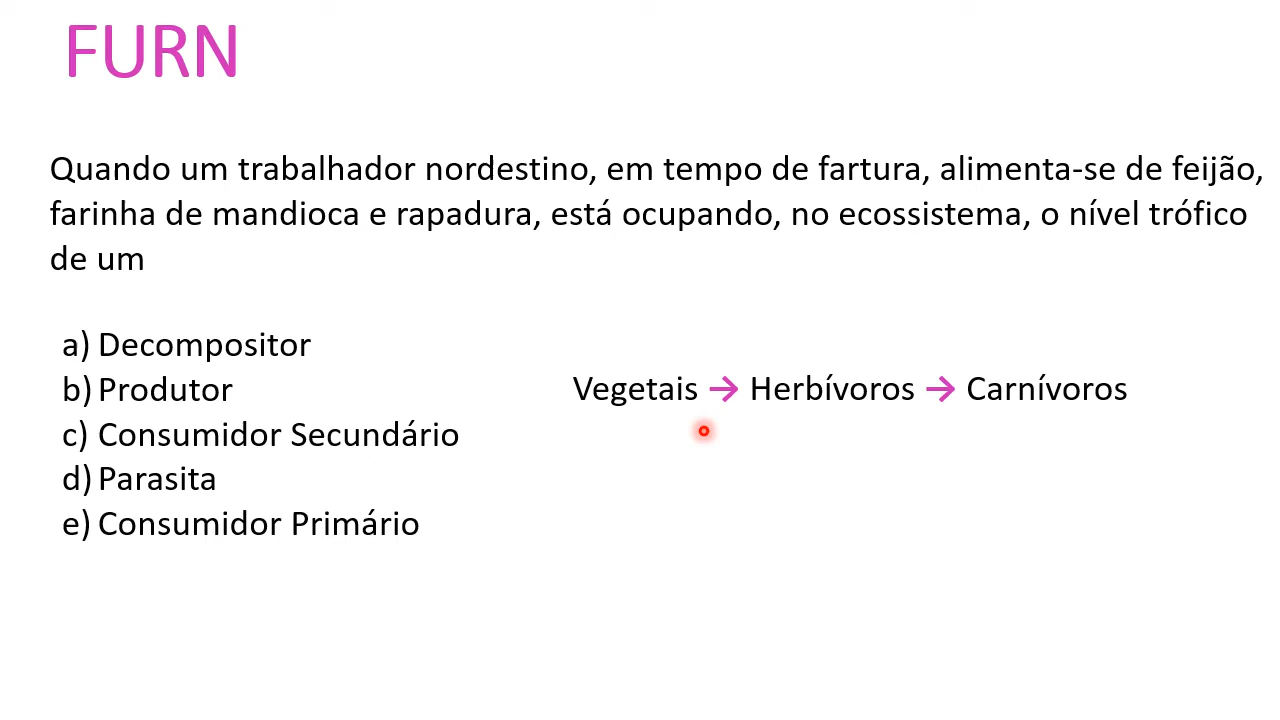 FURN
Quando um trabalhador nordestino, em tempo de fartura, alimenta-se de feijão,
farinha de mandioca e rapadura, está ocupando, no ecossistema, o nível trófico
de um
a) Decompositor
b) Produtor
Vegetais → Herbívoros → Carnívoros
c) Consumidor Secundário
d) Parasita
e) Consumidor Primário